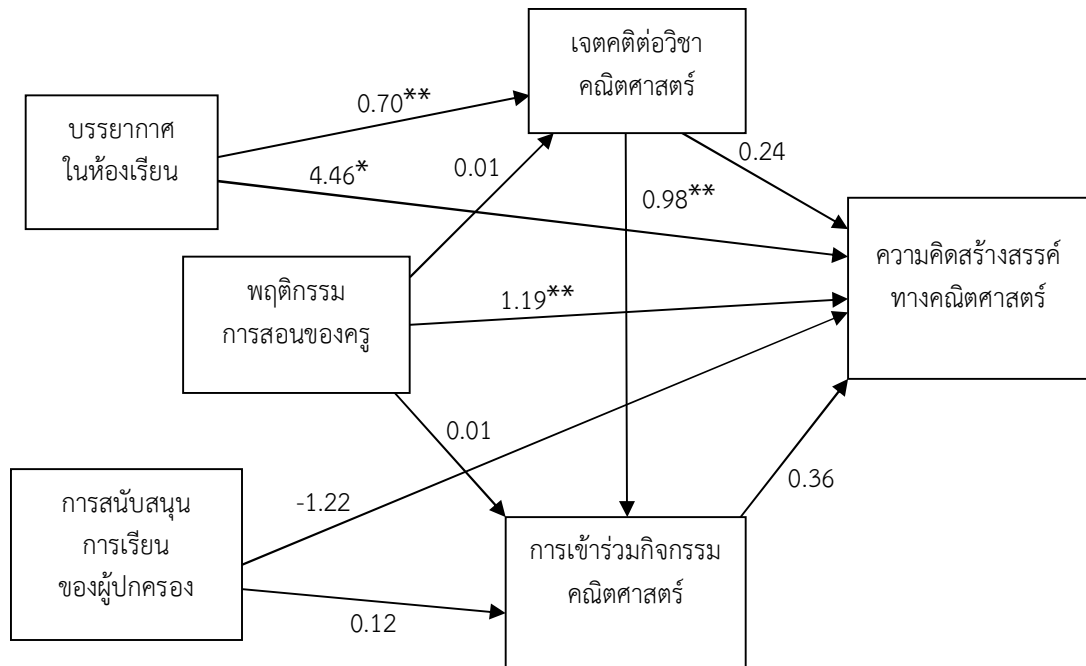 เจตคติต่อวิชา
คณิตศาสตร์
0.70**
บรรยากาศ
ในห้องเรียน
0.01
0.24
4.46*
0.98**
ความคิดสร้างสรรค์
ทางคณิตศาสตร์
พฤติกรรม
การสอนของครู
1.19**
0.01
-1.22
0.36
การสนับสนุน
การเรียน
ของผู้ปกครอง
การเข้าร่วมกิจกรรม
คณิตศาสตร์
0.12